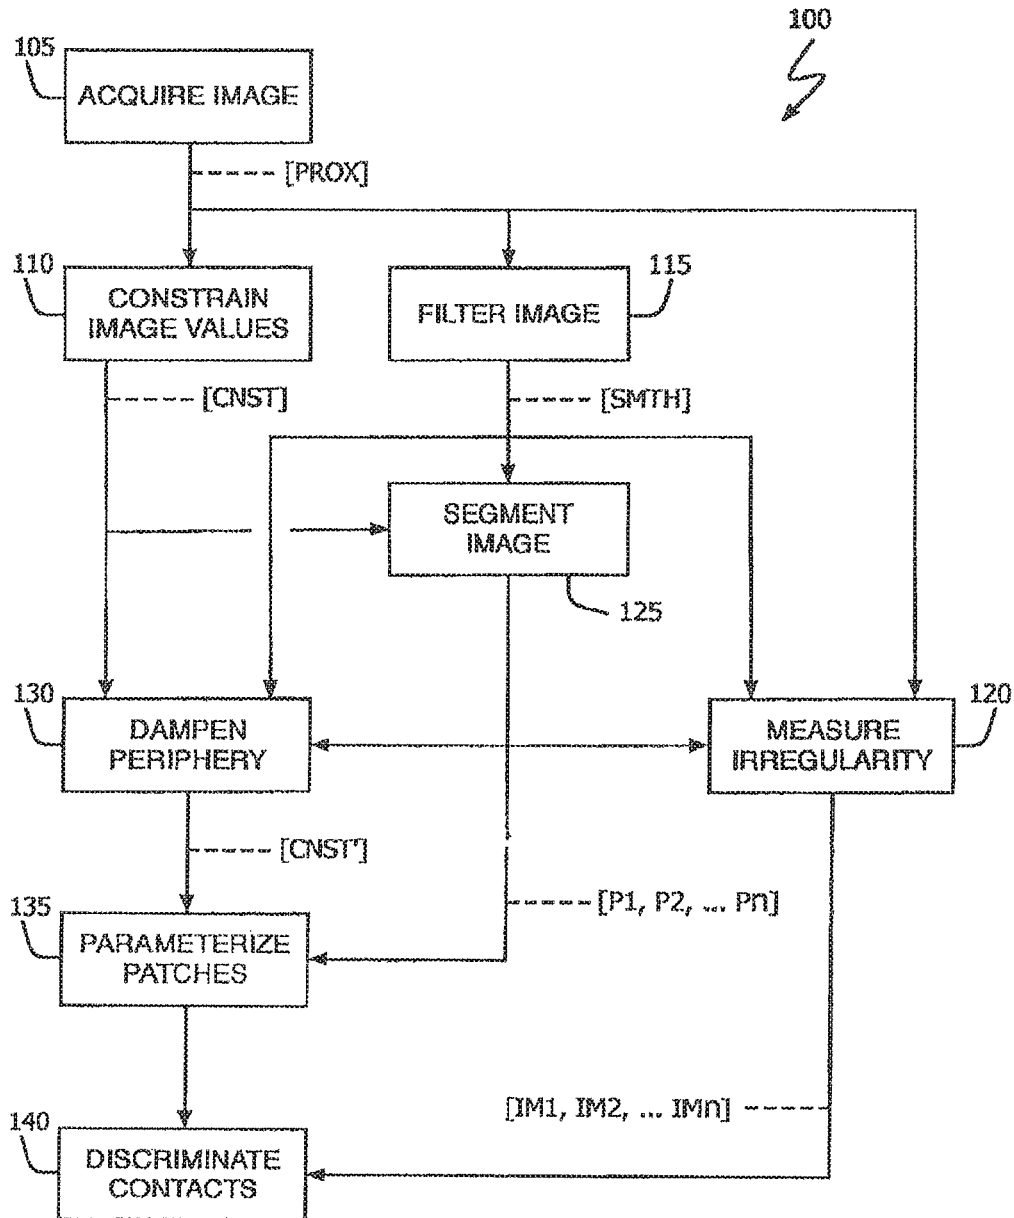 100
105
ACQUIRE IMAGE
[PROX]
110
CONSTRAIN
IMAGE VALUES
115
FILTER IMAGE
[CNST]
[SMTH]
SEGMENT
IMAGE
125
130
DAMPEN
PERIPHERY
120
MEASURE
IRREGULARITY
[CNST']
135
PARAMETERIZE
PATCHES
[P1, P2, ... Pn]
[IM1, IM2, ... IMn]
140
DISCRIMINATE
CONTACTS